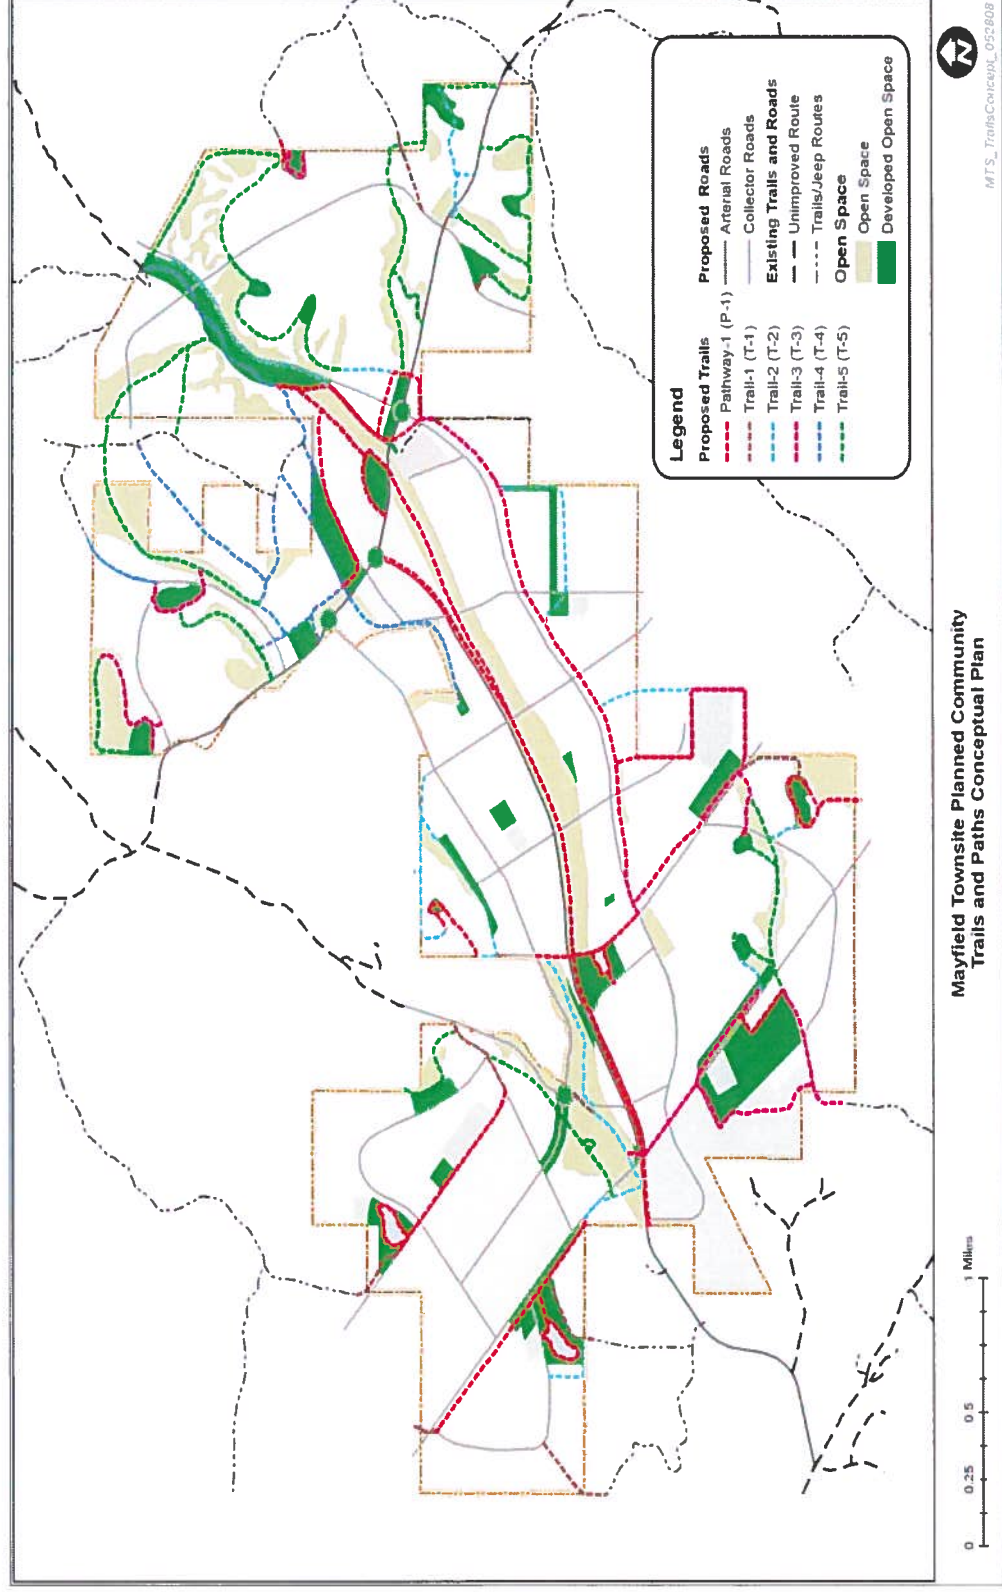 Legend
Proposed Trails
Pathway-1 (P-1)
Trail-1 (T-1)
Trail-2 (T-2)
Trail-3 (T-3)
Trail-4 (T-4)
Trail-5 (T-5)
Proposed Roads
Arterial Roads
Collector Roads
Existing Trails and Roads
Unimproved Route
Trails/Jeep Routes
Open Space
Open Space
Developed Open Space
0 0.25 0.5 1 Miles
Mayfield Townsite Planned Community
Trails and Paths Conceptual Plan
N
MTS_TrailsConcept_052808